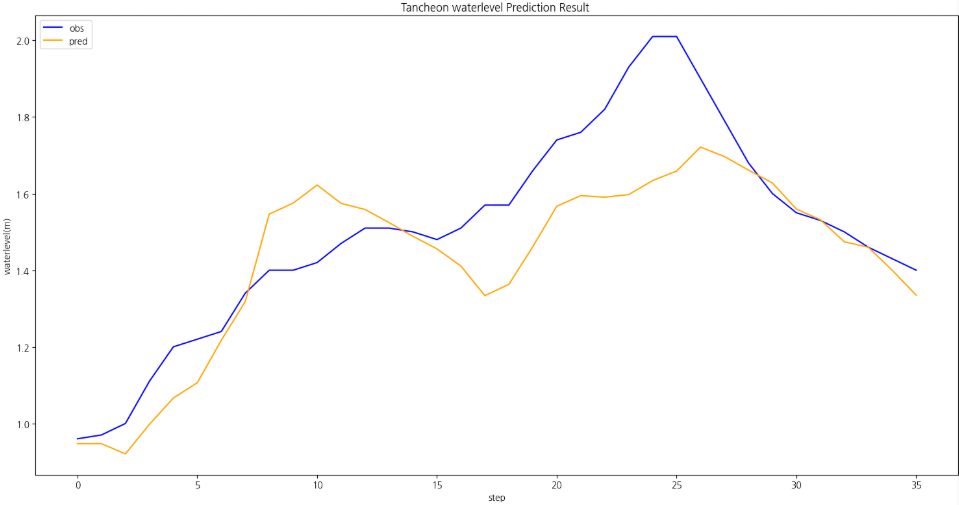 Tancheon waterlevel Prediction Result
obs
pred
2.0
1.8
1.6
1.4
1.2
1.0
waterlevel(m)
0 5 10 15 20 25 30 35
step